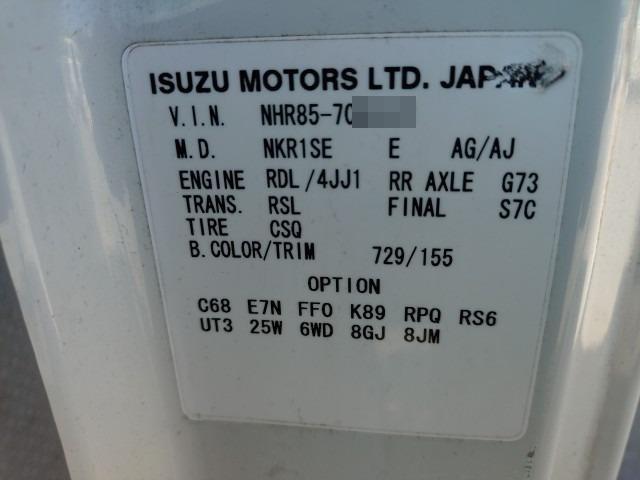 ISUZU MOTORS LTD. JAPAN
V.I.N. NHR85-70
M.D. NKR1SE E AG/AJ
ENGINE RDL/4JJ1 RR AXLE G73
TRANS. RSL FINAL S7C
TIRE CSQ
B.COLOR/TRIM 729/155
OPTION
C68 E7N FF0 K89 RPQ RS6
UT3 25W 6WD 8GJ 8JM